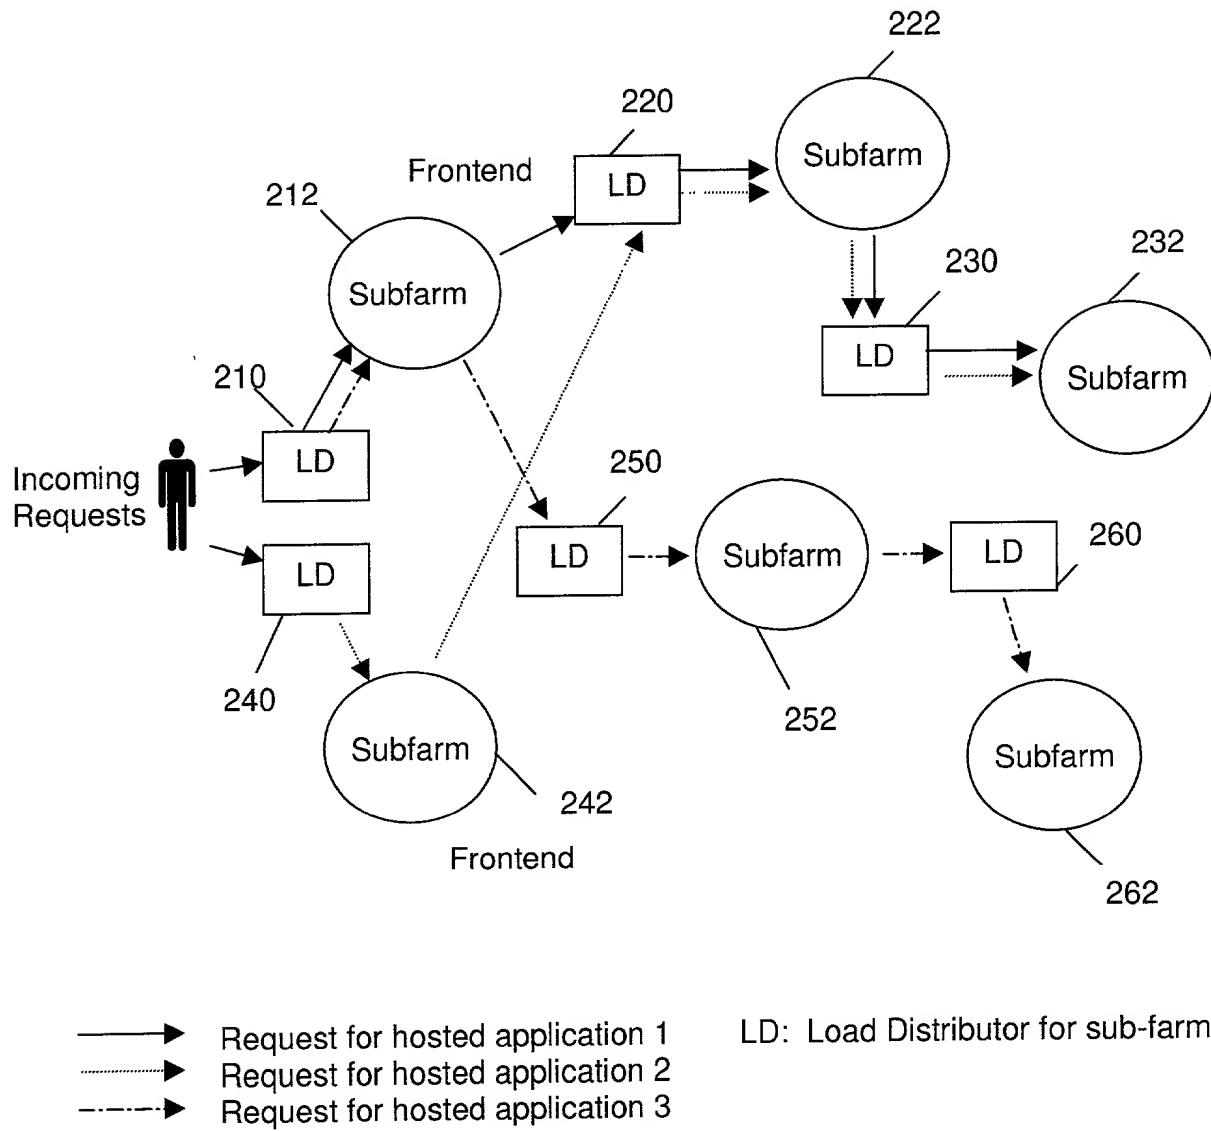 222
220
Subfarm
Frontend
LD
212
232
230
Subfarm
LD
Subfarm
210
LD
250
Incoming
Requests
260
LD
Subfarm
LD
LD
240
252
Subfarm
Subfarm
242
Frontend
262
Request for hosted application 1
LD: Load Distributor for sub-farm
Request for hosted application 2
Request for hosted application 3